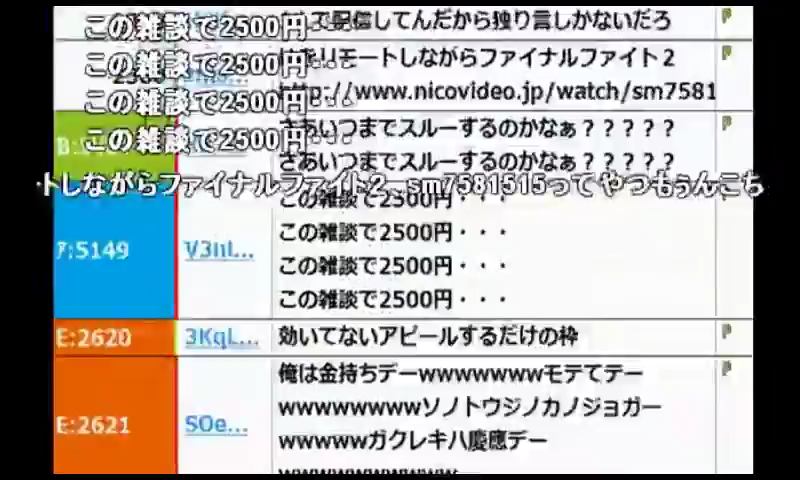 で配信してんだから独り言しかないだろ
この雑談で2500円・・・
モートしながらファイナルファイト2
この雑談で2500円・・・
http://www.nicovideo.jp/watch/sm7581
この雑談で2500円・・・
さあいつまでスルーするのかなぁ？？？？？
この雑談で2500円・・・
さあいつまでスルーするのかなぁ？？？？？
トしながらファイナルファイト2 sm7581515ってやつもうんこち
この雑談で2500円・・・
ｱ:5149
V3nt...
この雑談で2500円・・・
この雑談で2500円・・・
この雑談で2500円・・・
E:2620
3KqL...
効いてないアピールするだけの枠
E:2621
SOe...
俺は金持ちデーwwwwwwwモテてデー
wwwwwwwwソノトウジノカノジョガー
wwwwwガクレキハ慶應デー